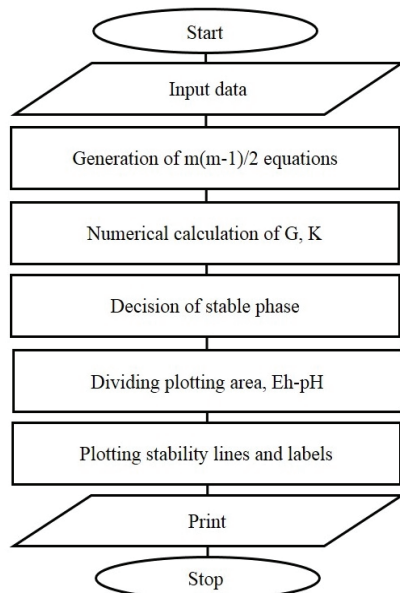 Start
Input data
Generation of m(m-1)/2 equations
Numerical calculation of G, K
Decision of stable phase
Dividing plotting area, Eh-pH
Plotting stability lines and labels
Print
Stop